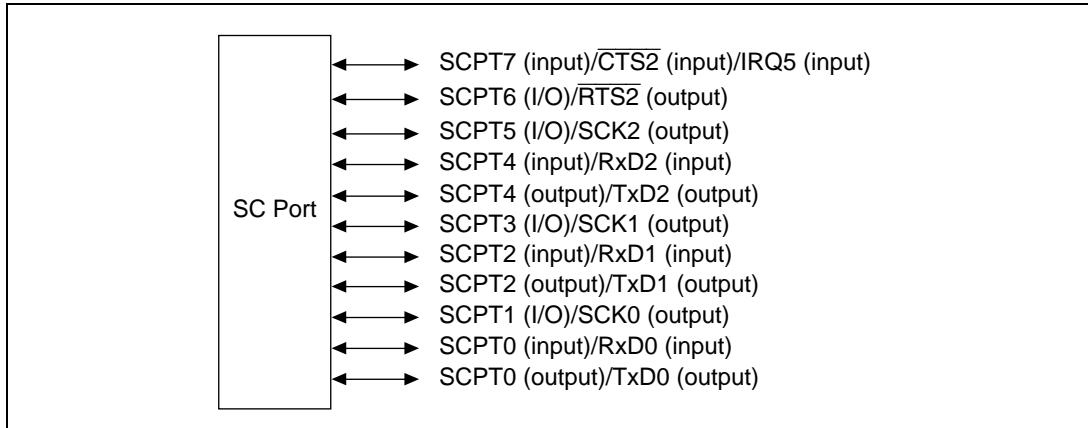 SCPT7 (input)/C̅T̅S̅2̅ (input)/IRQ5 (input)
SCPT6 (I/O)/R̅T̅S̅2̅ (output)
SCPT5 (I/O)/SCK2 (output)
SCPT4 (input)/RxD2 (input)
SCPT4 (output)/TxD2 (output)
SC Port
SCPT3 (I/O)/SCK1 (output)
SCPT2 (input)/RxD1 (input)
SCPT2 (output)/TxD1 (output)
SCPT1 (I/O)/SCK0 (output)
SCPT0 (input)/RxD0 (input)
SCPT0 (output)/TxD0 (output)